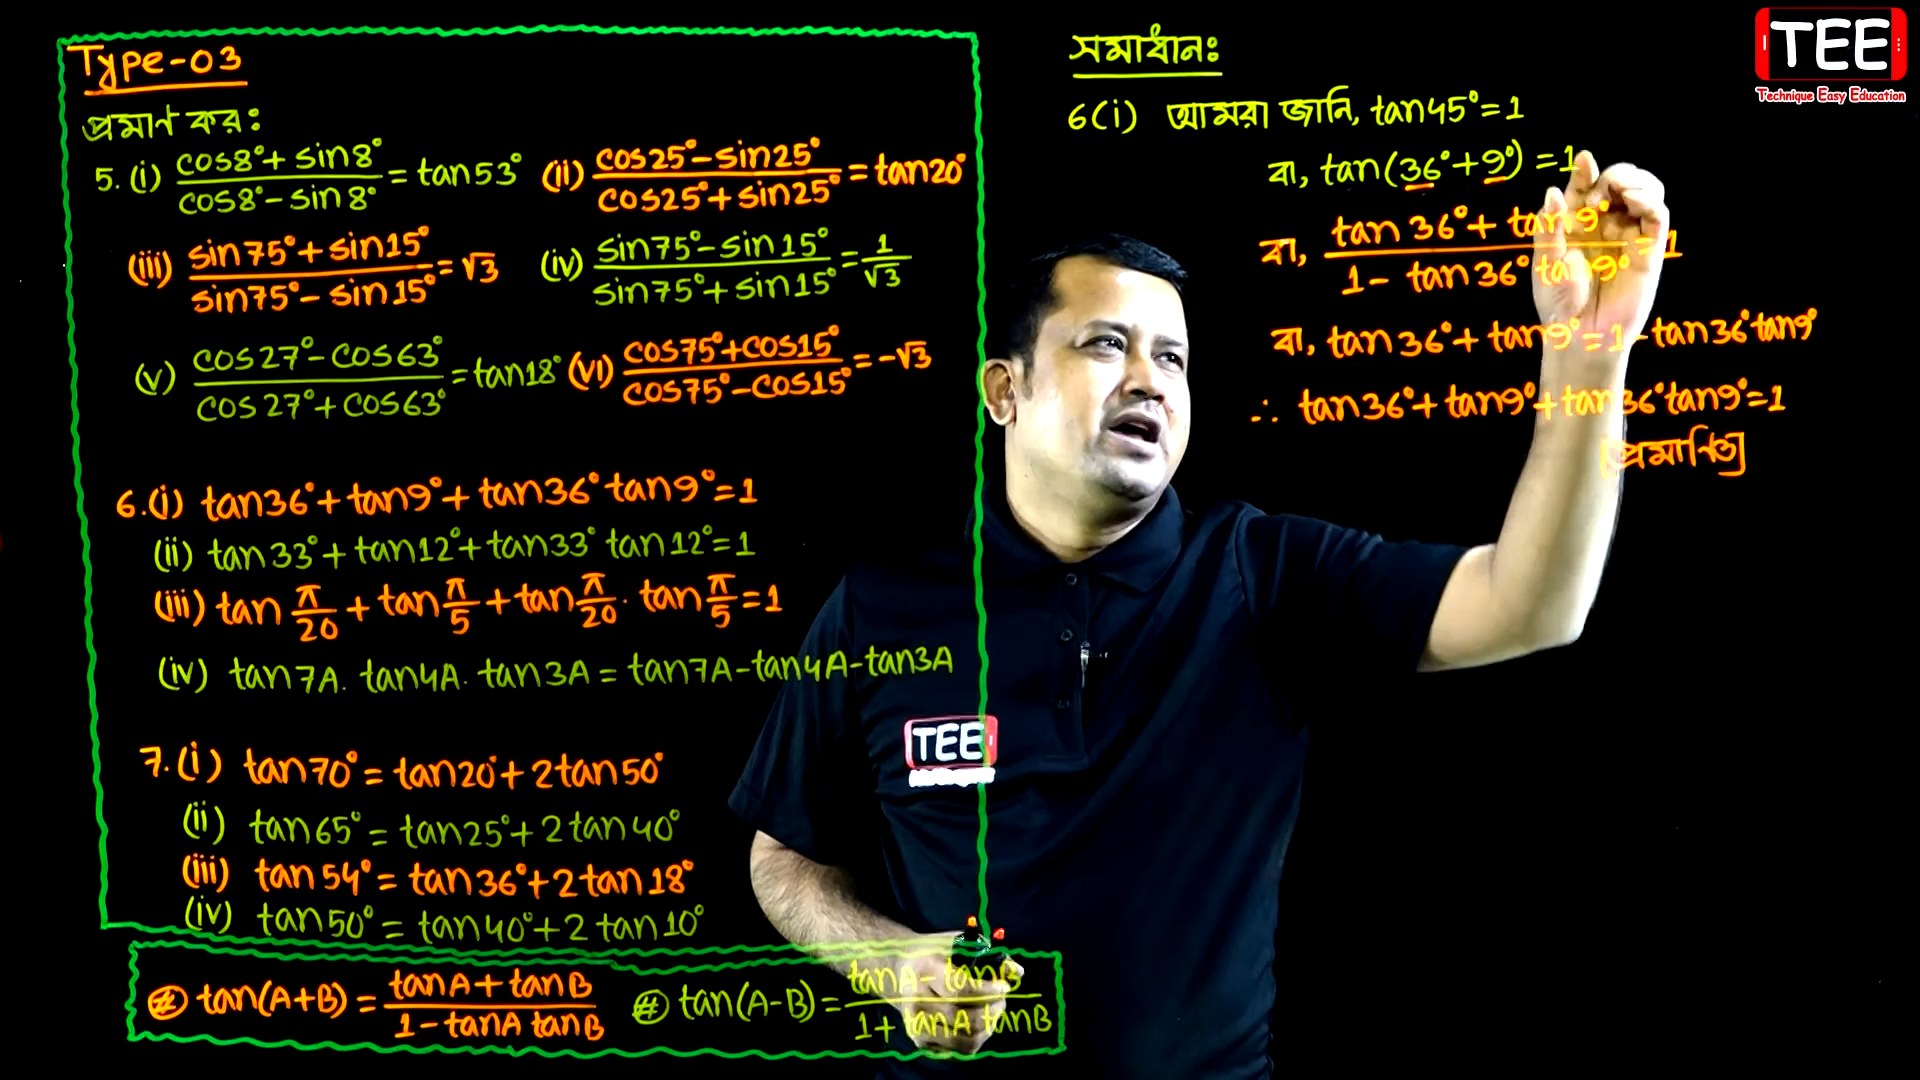 Type-03
প্রমাণ কর:
5. (i) (cos8°+ sin8°)/(cos8°- sin8°) = tan53° (ii) (cos25°-sin25°)/(cos25°+sin25°) = tan20°
(iii) (sin75°+sin15°)/(sin75°-sin15°) = √3 (iv) (sin75°-sin15°)/(sin75°+sin15°) = 1/√3
(v) (cos27°-cos63°)/(cos27°+cos63°) = tan18° (vi) (cos75°+cos15°)/(cos75°-cos15°) = -√3
6.(i) tan36°+tan9°+tan36° tan9°=1
(ii) tan33°+tan12°+tan33° tan12°=1
(iii) tan π/20 + tan π/5 + tan π/20 . tan π/5 = 1
(iv) tan7A. tan4A. tan3A = tan7A-tan4A-tan3A
7.(i) tan70° = tan20°+2tan50°
(ii) tan65° = tan25°+2tan40°
(iii) tan54° = tan36°+2tan18°
(iv) tan50° = tan40°+2 tan10°
# tan(A+B) = (tanA+tanB)/(1-tanA tanB) # tan(A-B) = (tanA-tanB)/(1+tanA tanB)
সমাধানঃ
6(i) আমরা জানি, tan45°=1
বা, tan(36°+9°) =1
বা, (tan36°+tan9°)/(1- tan36° tan9°) =1
বা, tan36°+tan9°=1-tan36°tan9°
∴ tan36°+tan9°+tan36°tan9°=1
[প্রমাণিত]
TEE
Technique Easy Education
TEE